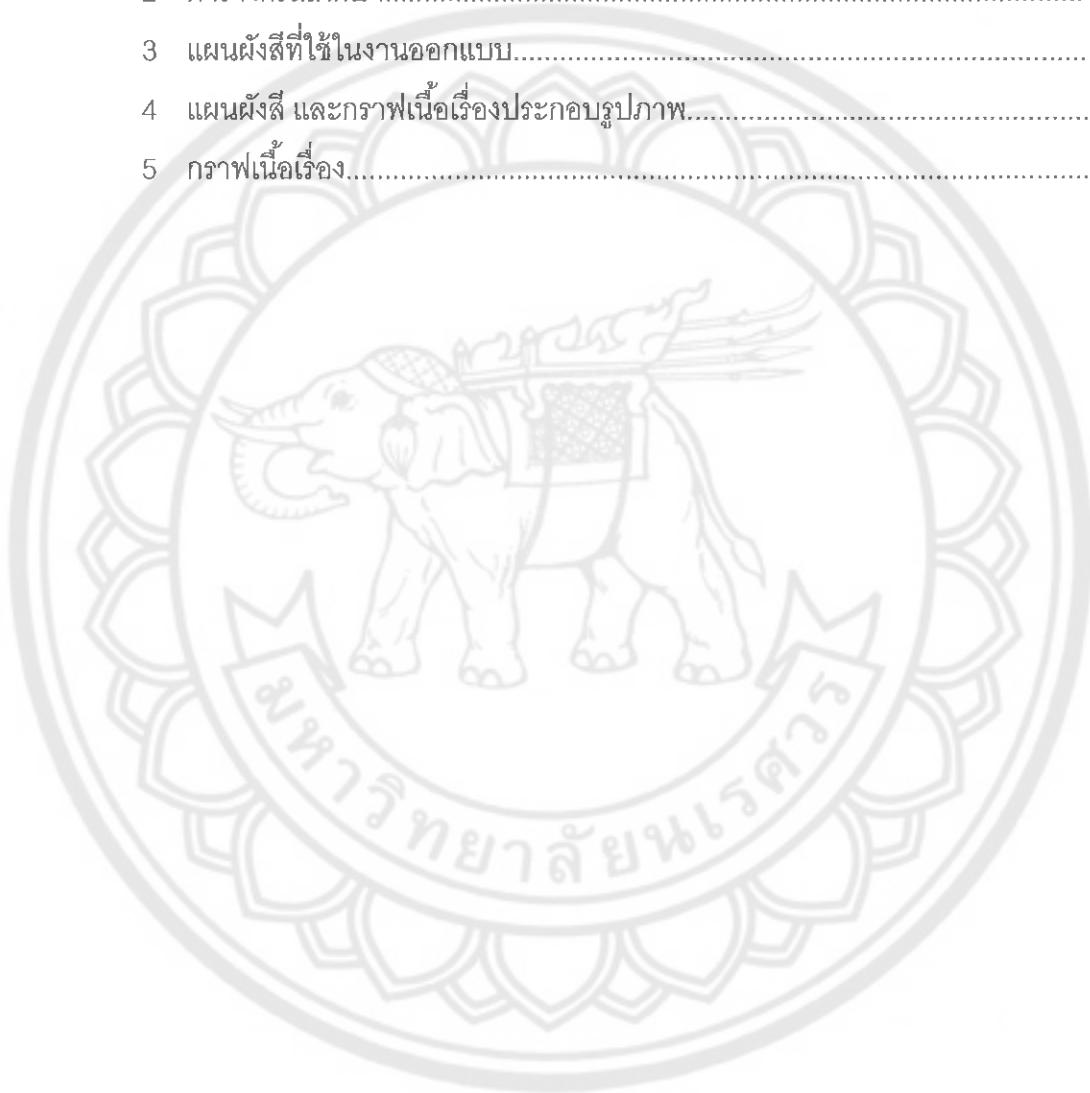 3 แผนผังสีที่ใช้ในงานออกแบบ
4 แผนผังสี และกราฟเนื้อเรื่องประกอบรูปภาพ
5 กราฟเนื้อเรื่อง
มหาวิทยาลัยนเรศวร